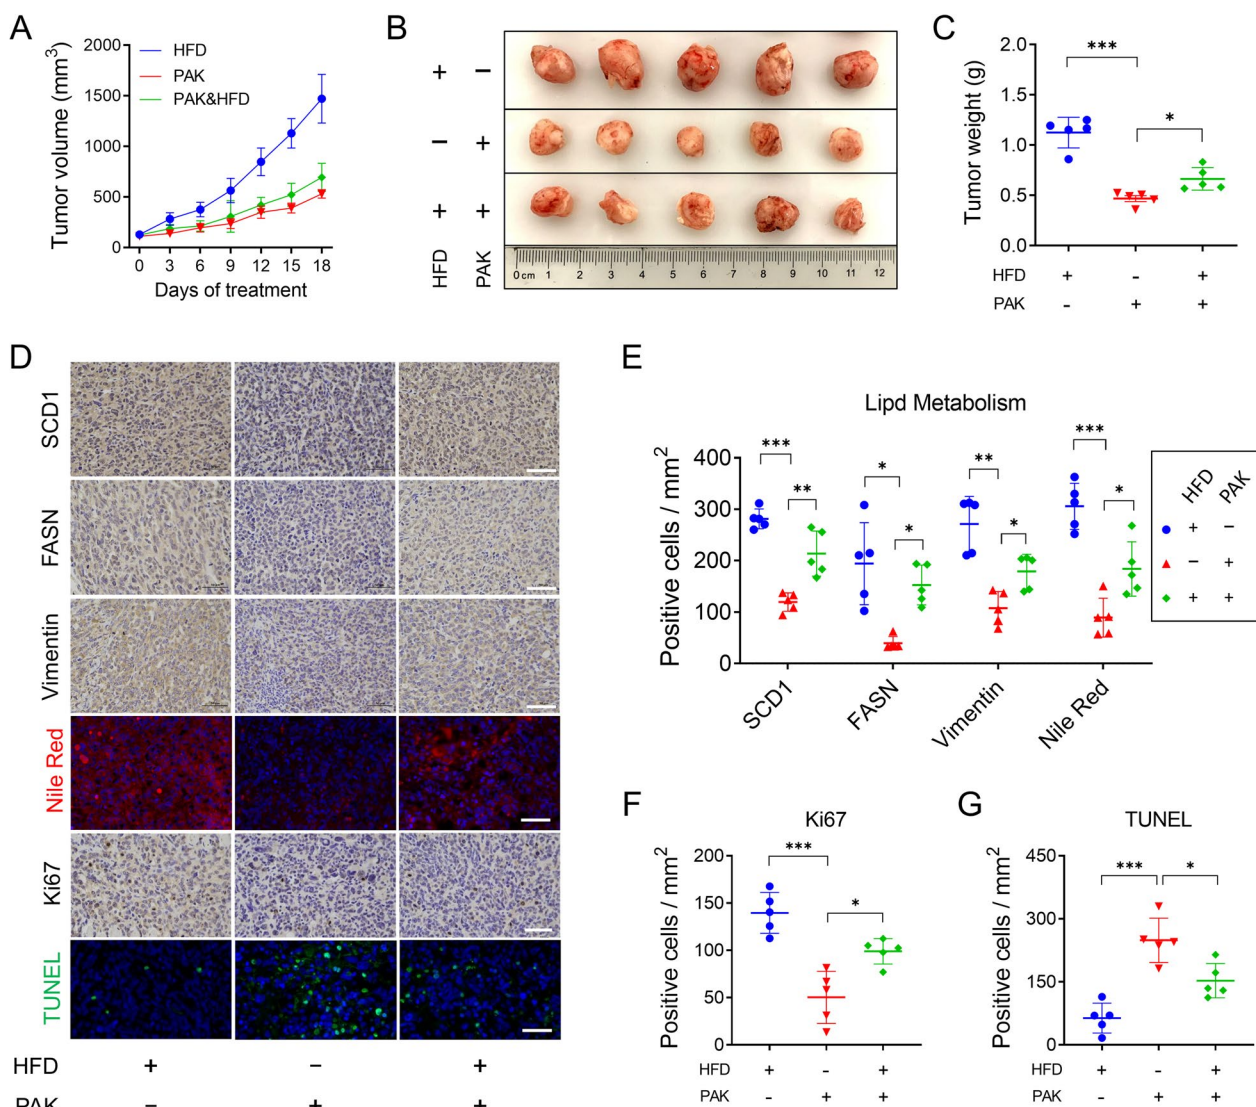 A
Tumor volume (mm3)
2000
1500
1000
500
0
HFD
PAK
PAK&HFD
0 3 6 9 12 15 18
Days of treatment
B
+ −
− +
+ +
HFD PAK
0 cm 1 2 3 4 5 6 7 8 9 10 11 12
C
Tumor weight (g)
2.0
1.5
1.0
0.5
0.0
***
*
HFD + - +
PAK - + +
D
SCD1
FASN
Vimentin
Nile Red
Ki67
TUNEL
HFD + − +
PAK − + +
E
Lipd Metabolism
Positive cells / mm2
400
300
200
100
0
*** ** * * ** * *** *
SCD1 FASN Vimentin Nile Red
HFD PAK
+ −
− +
+ +
F
Ki67
Positive cells / mm2
200
150
100
50
0
***
*
HFD + - +
PAK - + +
G
TUNEL
Positive cells / mm2
450
300
150
0
*** *
HFD + - +
PAK - + +